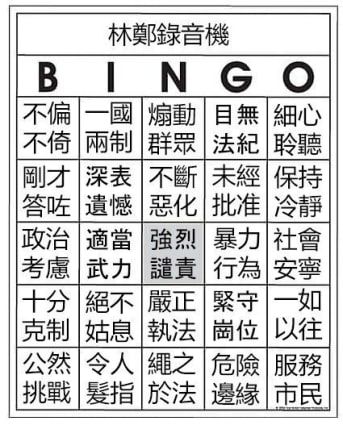 林鄭錄音機
B I N G O
不偏 一國 煽動 目無 細心
不倚 兩制 群眾 法紀 聆聽
剛才 深表 不斷 未經 保持
答咗 遺憾 惡化 批准 冷靜
政治 適當 強烈 暴力 社會
考慮 武力 譴責 行為 安寧
十分 絕不 嚴正 緊守 一如
克制 姑息 執法 崗位 以往
公然 令人 繩之 危險 服務
挑戰 髮指 於法 邊緣 市民